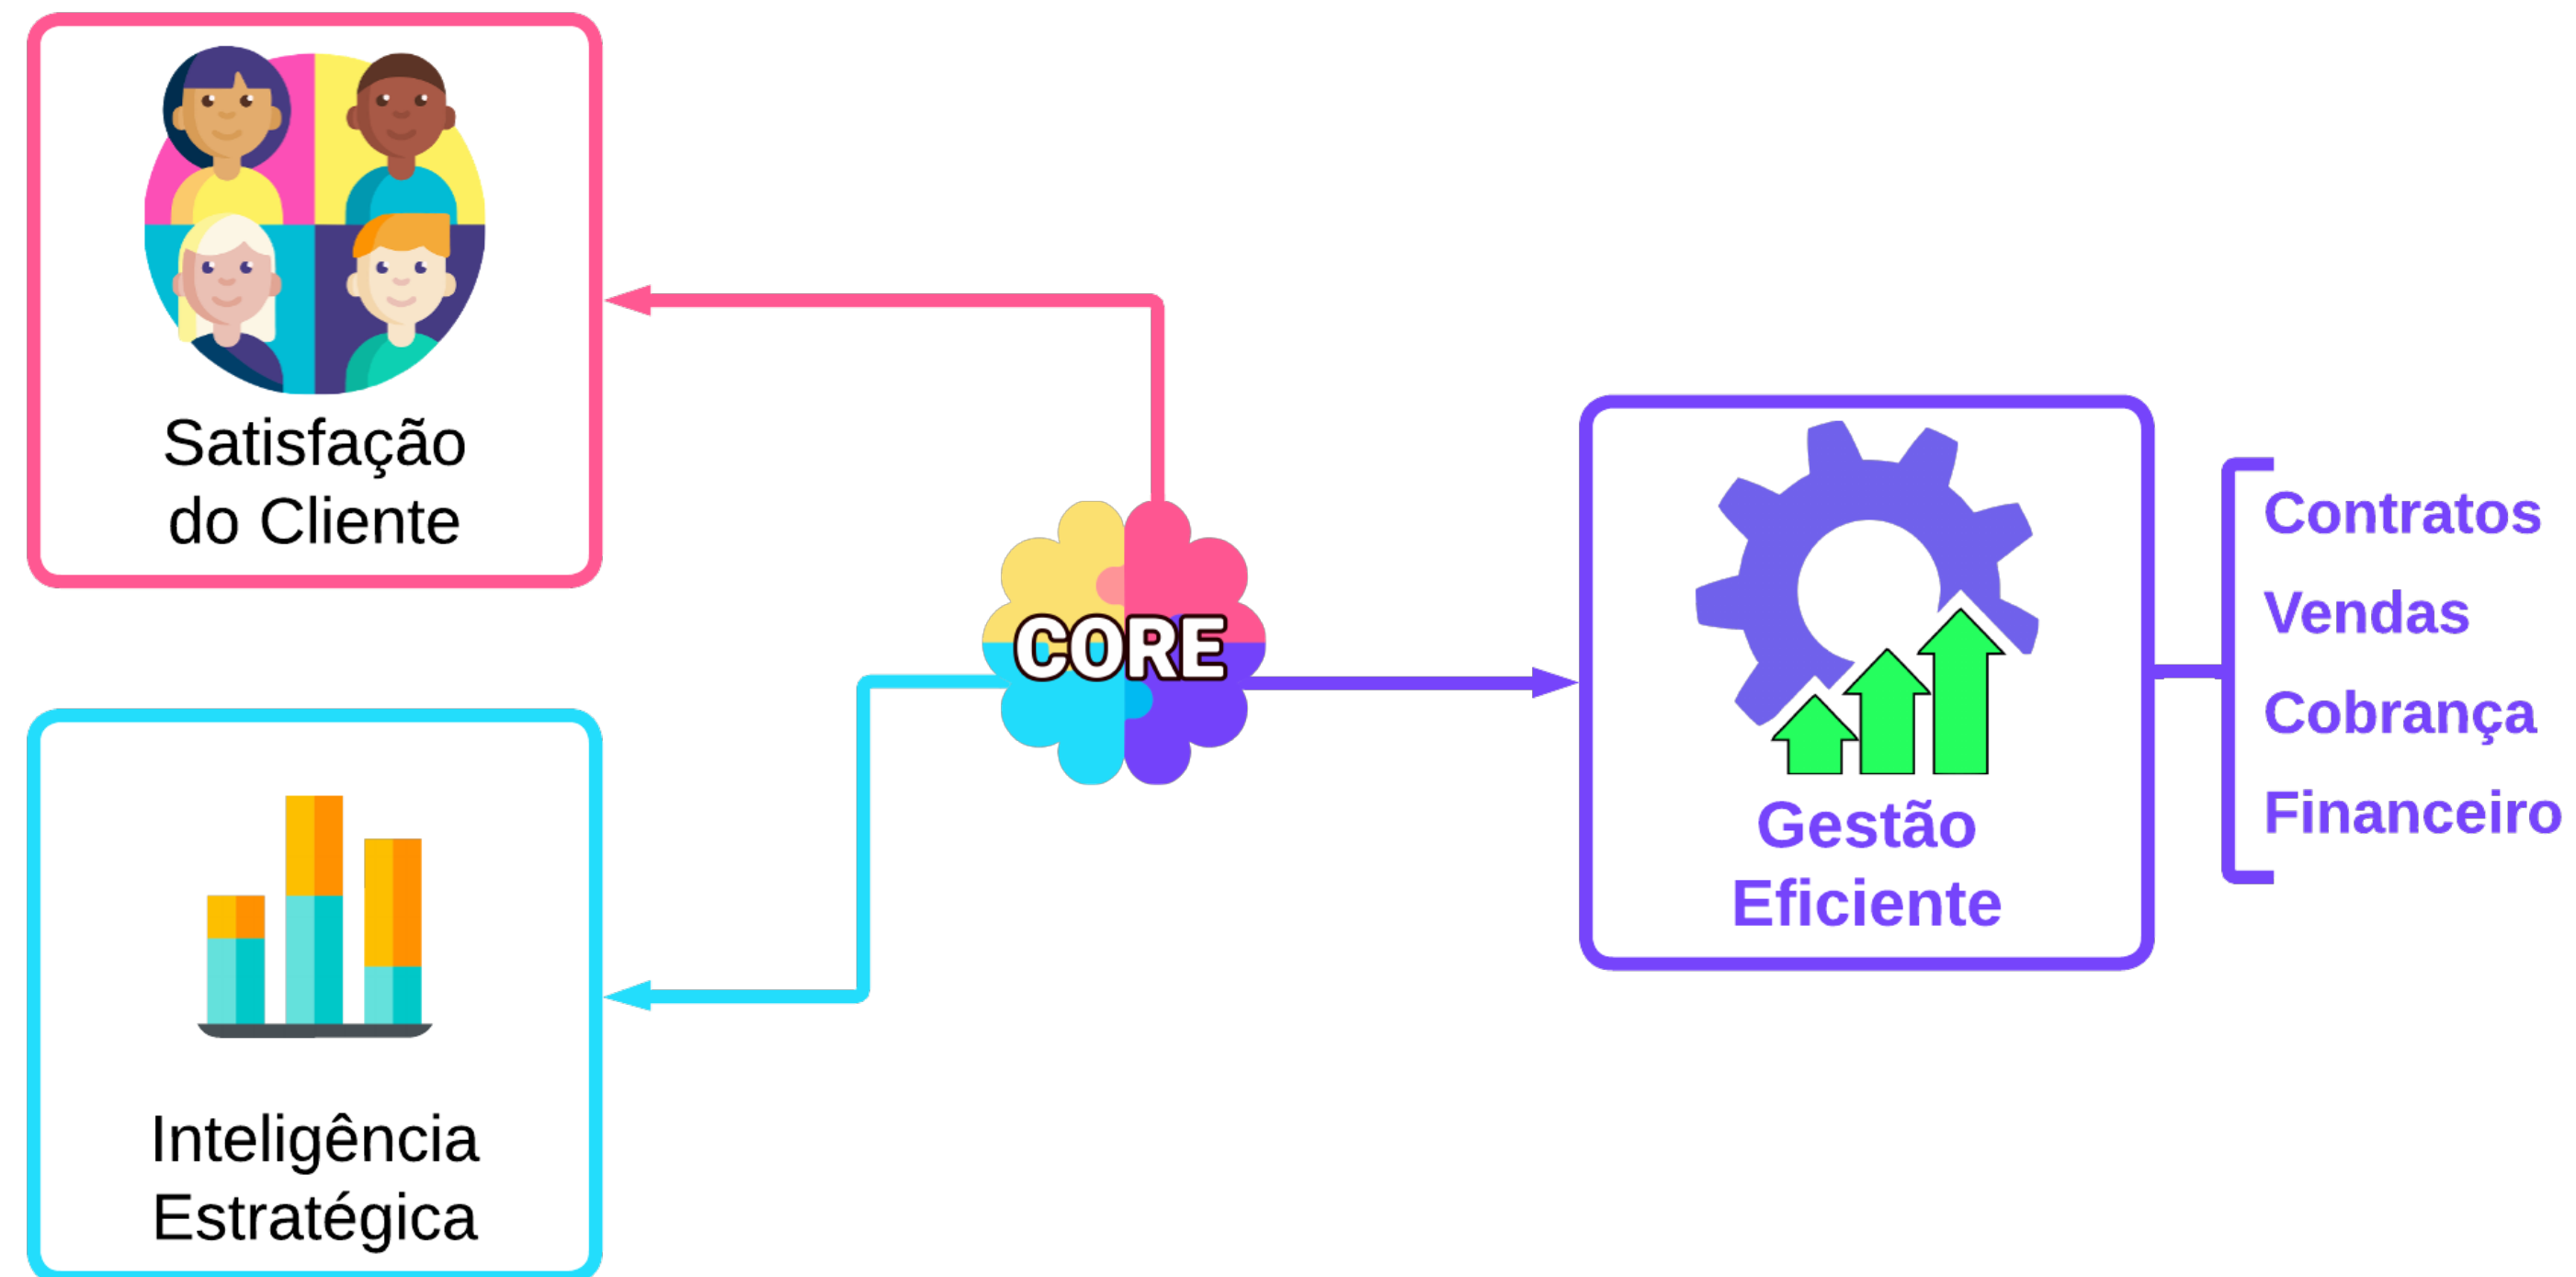 Satisfação
do Cliente
Inteligência
Estratégica
CORE
Gestão
Eficiente
Contratos
Vendas
Cobrança
Financeiro